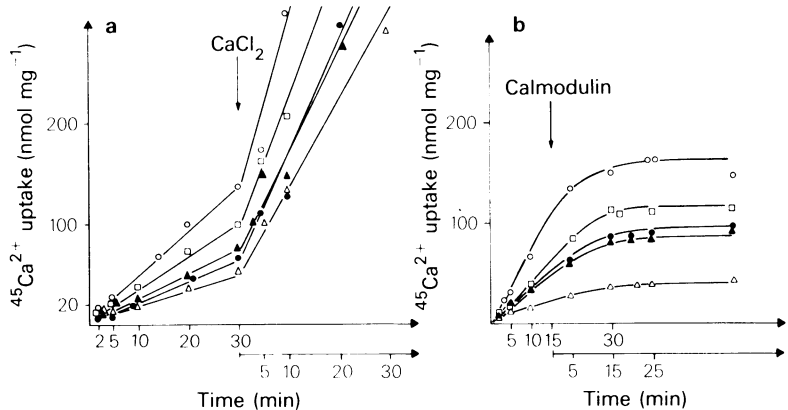 a
CaCl2
45Ca2+ uptake (nmol mg-1)
200
100
20
2 5 10 20 30
5 10 20 30
Time (min)
b
Calmodulin
45Ca2+ uptake (nmol mg-1)
200
100
5 10 15 30
5 15 25
Time (min)